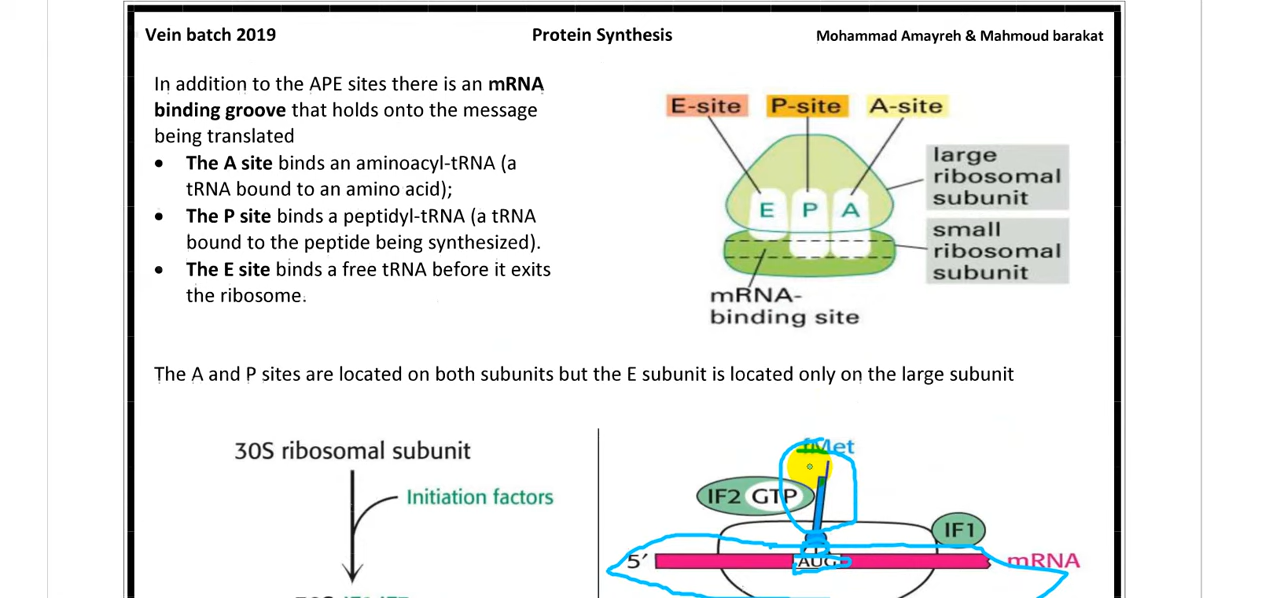 Vein batch 2019 Protein Synthesis Mohammad Amayreh & Mahmoud barakat
In addition to the APE sites there is an mRNA
binding groove that holds onto the message
being translated
• The A site binds an aminoacyl-tRNA (a
tRNA bound to an amino acid);
• The P site binds a peptidyl-tRNA (a tRNA
bound to the peptide being synthesized).
• The E site binds a free tRNA before it exits
the ribosome.
E-site P-site A-site
large
ribosomal
subunit
E P A
small
ribosomal
subunit
mRNA-
binding site
The A and P sites are located on both subunits but the E subunit is located only on the large subunit
30S ribosomal subunit
Initiation factors
fMet
IF2 GTP
IF1
5′ AUG mRNA